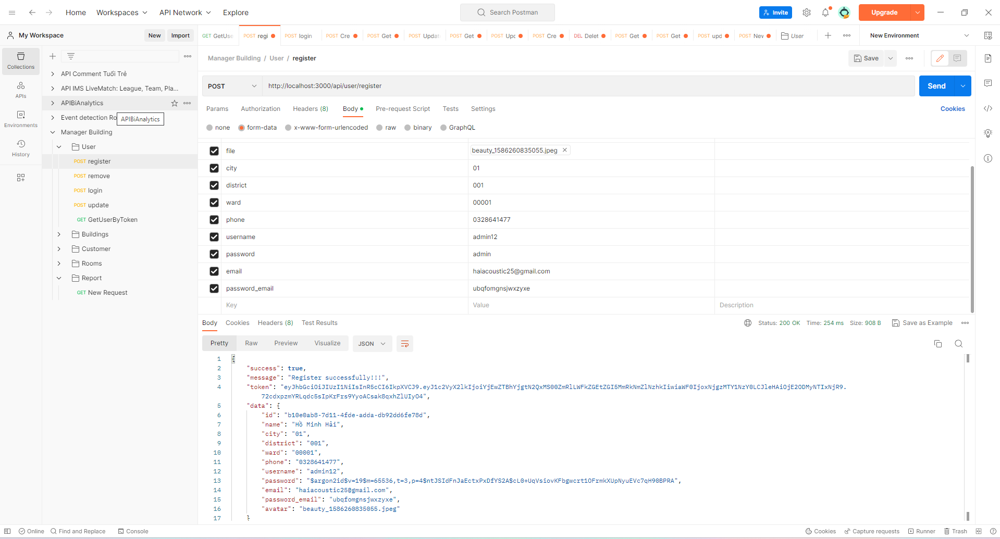 Home Workspaces API Network Explore Search Postman Invite Upgrade
My Workspace New Import
GET GetUse POST regi POST login POST Cre POST Get POST Updat POST Get POST Upc POST Cre DEL Delet POST Get POST Get POST upd POST Nev User New Environment
Collections
APIs
Environments
History
API Comment Tuổi Trẻ
API IMS LiveMatch: League, Team, Pla...
APIBiAnalytics
Event detection Ro
APIBiAnalytics
Manager Building
User
POST register
POST remove
POST login
POST update
GET GetUserByToken
Buildings
Customer
Rooms
Report
GET New Request
Manager Building / User / register Save
POST http://localhost:3000/api/user/register Send
Params Authorization Headers (8) Body Pre-request Script Tests Settings Cookies
none form-data x-www-form-urlencoded raw binary GraphQL
file beauty_1586260835055.jpeg
city 01
district 001
ward 00001
phone 0328641477
username admin12
password admin
email haiacoustic25@gmail.com
password_email ubqfomgnsjwxzyxe
Key Value Description
Body Cookies Headers (8) Test Results Status: 200 OK Time: 254 ms Size: 908 B Save as Example
Pretty Raw Preview Visualize JSON
1 {
2 "success": true,
3 "message": "Register successfully!!!",
4 "token": "eyJhbGciOiJIUzI1NiIsInR5cCI6IkpXVCJ9.eyJ1c2VyX2lkIjoiYjEwZTBhYjgtN2QxMS00ZmRlLWFkZGEtZGI5MmRkNmZlNzhkIiwiaWF0IjoxNjgzMTY1NzY0LCJleHAiOjE2ODMyNTIxNjR9.
72cdxpzmYRLqdc5sIpKrFrs9YyoACsak8qxhZlUIyO4",
5 "data": {
6 "id": "b10e0ab8-7d11-4fde-adda-db92dd6fe78d",
7 "name": "Hồ Minh Hải",
8 "city": "01",
9 "district": "001",
10 "ward": "00001",
11 "phone": "0328641477",
12 "username": "admin12",
13 "password": "$argon2id$v=19$m=65536,t=3,p=4$ntJSIdFnJaEctxPxDfYS2A$cL0+UqVsiovKFbgwcrt1OFrmkXUpNyuEVc7qH90BPRA",
14 "email": "haiacoustic25@gmail.com",
15 "password_email": "ubqfomgnsjwxzyxe",
16 "avatar": "beauty_1586260835055.jpeg"
17 }
Online Find and Replace Console Cookies Capture requests Runner Trash